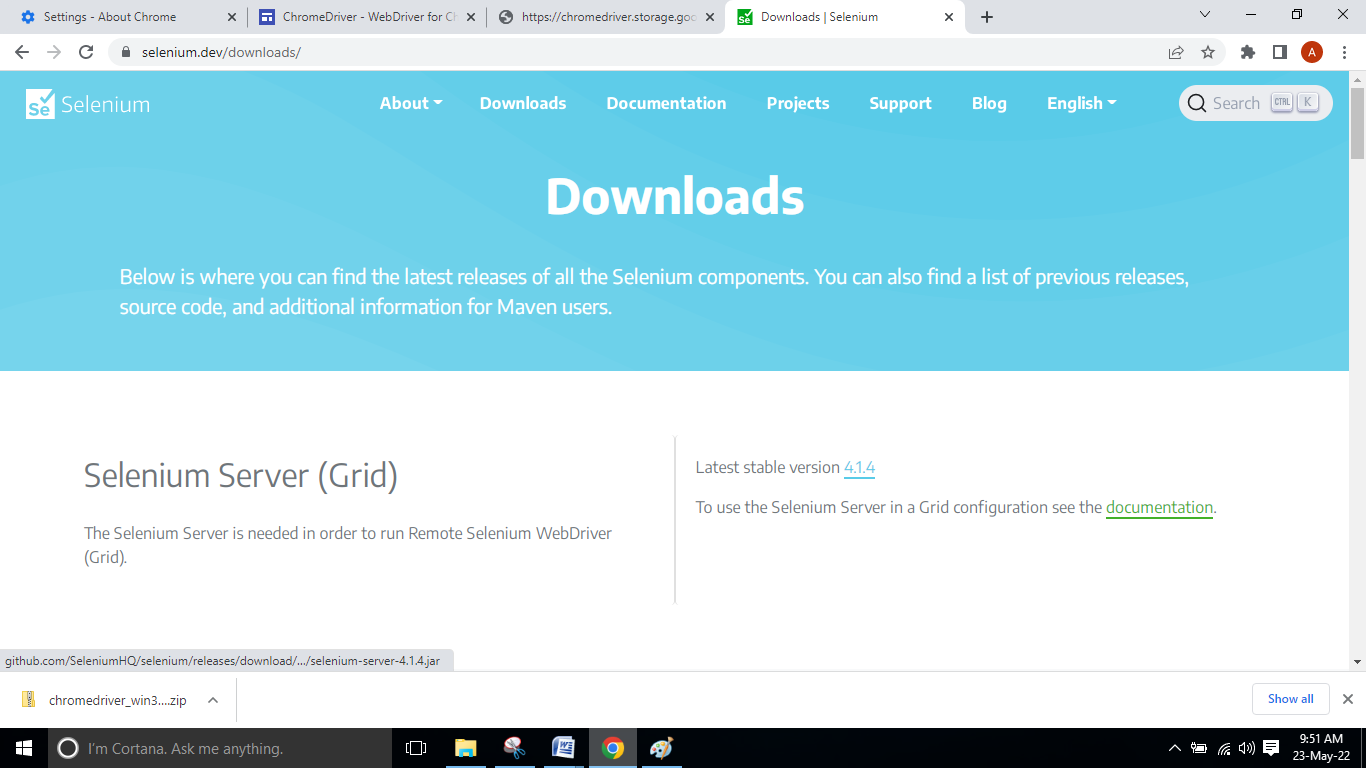 Settings - About Chrome
ChromeDriver - WebDriver for Ch
https://chromedriver.storage.goo
Downloads | Selenium
selenium.dev/downloads/
A
Se Selenium
About
Downloads
Documentation
Projects
Support
Blog
English
Search CTRL K
Downloads
Below is where you can find the latest releases of all the Selenium components. You can also find a list of previous releases,
source code, and additional information for Maven users.
Selenium Server (Grid)
The Selenium Server is needed in order to run Remote Selenium WebDriver
(Grid).
Latest stable version 4.1.4
To use the Selenium Server in a Grid configuration see the documentation.
github.com/SeleniumHQ/selenium/releases/download/.../selenium-server-4.1.4.jar
chromedriver_win3....zip
Show all
I'm Cortana. Ask me anything.
9:51 AM
23-May-22